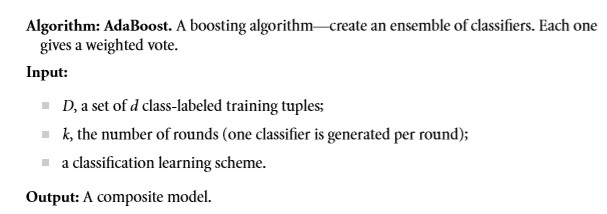 Algorithm: AdaBoost. A boosting algorithm—create an ensemble of classifiers. Each one
gives a weighted vote.
Input:
D, a set of d class-labeled training tuples;
k, the number of rounds (one classifier is generated per round);
a classification learning scheme.
Output: A composite model.